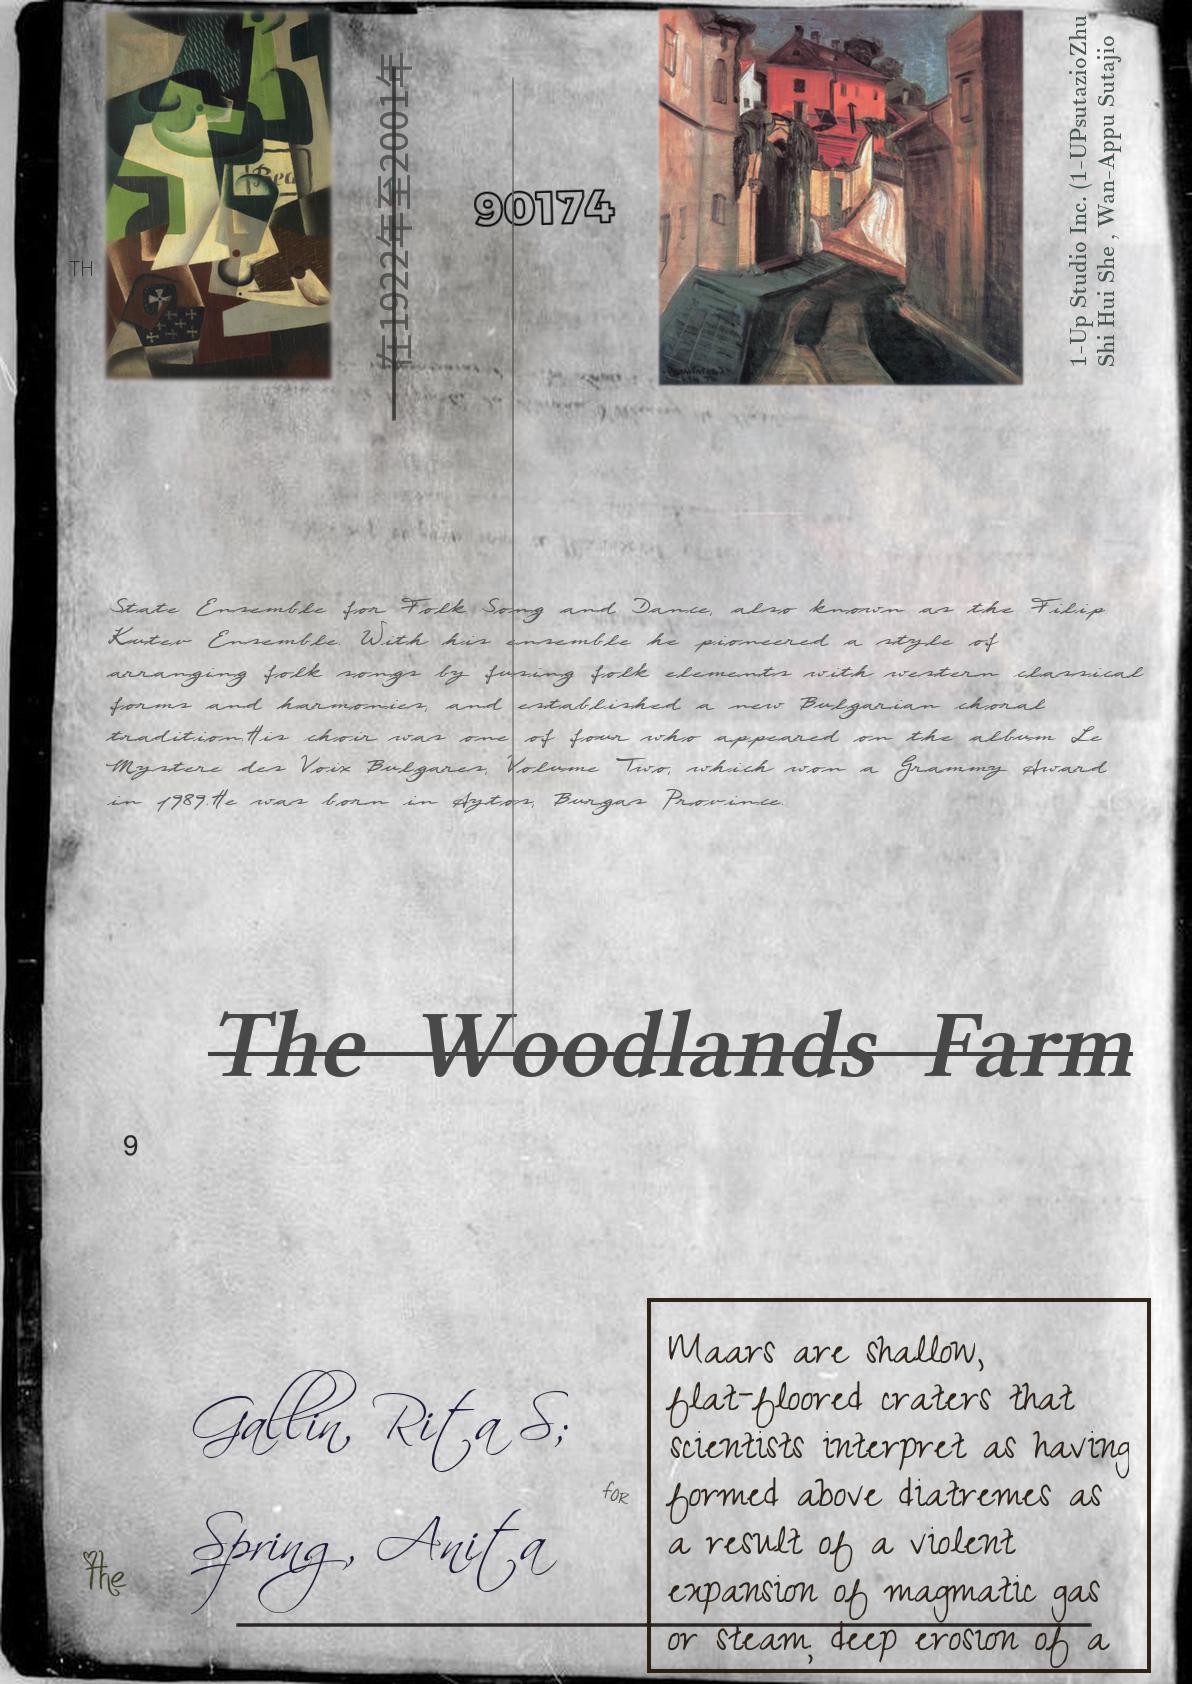 TH
在1922年至2001年
90174
1-Up Studio Inc. (1-UPsutazioZhu
Shi Hui She , Wan-Appu Sutajio
State Ensemble for Folk Song and Dance, also known as the Filip
Kutev Ensemble. With his ensemble he pioneered a style of
arranging folk songs by fusing folk elements with western classical
forms and harmonies, and established a new Bulgarian choral
tradition.His choir was one of four who appeared on the album Le
Mystere des Voix Bulgares, Volume Two, which won a Grammy Award
in 1989.He was born in Aytos, Burgas Province.
The Woodlands Farm
9
Gallin, Rita S;
Spring, Anita
for
the
Maars are shallow,
flat-floored craters that
scientists interpret as having
formed above diatremes as
a result of a violent
expansion of magmatic gas
or steam, deep erosion of a